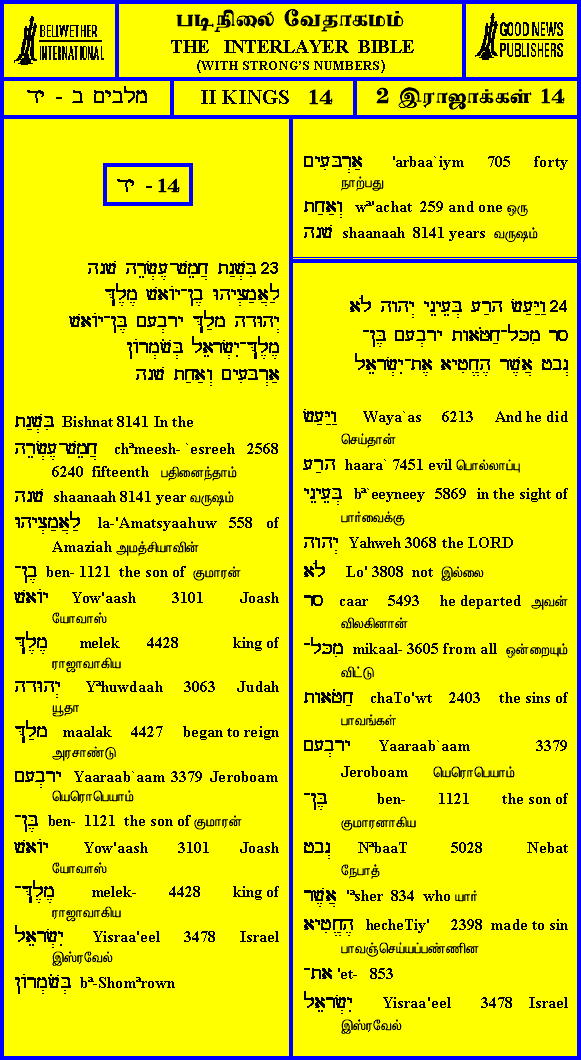 BELLWETHER
INTERNATIONAL
படிநிலை வேதாகமம்
THE INTERLAYER BIBLE
(WITH STRONG'S NUMBERS)
GOOD NEWS
PUBLISHERS
מלכים ב - יד
II KINGS 14
2 இராஜாக்கள் 14
יד - 14
23 בִּשְׁנַת חֲמֵשׁ־עֶשְׂרֵה שָׁנָה
לַאֲמַצְיָהוּ בֶן־יוֹאָשׁ מֶלֶךְ
יְהוּדָה מָלַךְ יָרָבְעָם בֶּן־יוֹאָשׁ
מֶלֶךְ־יִשְׂרָאֵל בְּשֹׁמְרוֹן
אַרְבָּעִים וְאַחַת שָׁנָה
בִּשְׁנַת Bishnat 8141 In the
חֲמֵשׁ־עֶשְׂרֵה chªmeesh-`esreeh 2568
6240 fifteenth பதினைந்தாம்
שָׁנָה shaanaah 8141 year வருஷம்
לַאֲמַצְיָהוּ la-'Amatsyaahuw 558 of
Amaziah அமத்சியாவின்
בֶן־ ben- 1121 the son of குமாரன்
יוֹאָשׁ Yow'aash 3101 Joash
யோவாஸ்
מֶלֶךְ melek 4428 king of
ராஜாவாகிய
יְהוּדָה Yªhuwdaah 3063 Judah
யூதா
מָלַךְ maalak 4427 began to reign
அரசாண்டு
יָרָבְעָם Yaaraab`aam 3379 Jeroboam
யெரொபெயாம்
בֶּן־ ben- 1121 the son of குமாரன்
יוֹאָשׁ Yow'aash 3101 Joash
யோவாஸ்
מֶלֶךְ־ melek- 4428 king of
ராஜாவாகிய
יִשְׂרָאֵל Yisraa'eel 3478 Israel
இஸ்ரவேல்
בְּשֹׁמְרוֹן bª-Shomªrown
אַרְבָּעִים 'arbaa`iym 705 forty
நாற்பது
וְאַחַת wª'achat 259 and one ஒரு
שָׁנָה shaanaah 8141 years வருஷம்
24 וַיַּעַשׂ הָרַע בְּעֵינֵי יְהוָה לֹא
סָר מִכָּל־חַטֹּאות יָרָבְעָם בֶּן־
נְבָט אֲשֶׁר הֶחֱטִיא אֶת־יִשְׂרָאֵל
וַיַּעַשׂ Waya`as 6213 And he did
செய்தான்
הָרַע haara` 7451 evil பொல்லாப்பு
בְּעֵינֵי bª`eeyneey 5869 in the sight of
பார்வைக்கு
יְהוָה Yahweh 3068 the LORD
לֹא Lo' 3808 not இல்லை
סָר caar 5493 he departed அவன்
விலகினான்
מִכָּל־ mikaal- 3605 from all ஒன்றையும்
விட்டு
חַטֹּאות chaTo'wt 2403 the sins of
பாவங்கள்
יָרָבְעָם Yaaraab`aam 3379
Jeroboam யெரொபெயாம்
בֶּן־ ben- 1121 the son of
குமாரனாகிய
נְבָט NªbaaT 5028 Nebat
நேபாத்
אֲשֶׁר 'ªsher 834 who யார்
הֶחֱטִיא hecheTiy' 2398 made to sin
பாவஞ்செய்யப்பண்ணின
אֶת־ 'et- 853
יִשְׂרָאֵל Yisraa'eel 3478 Israel
இஸ்ரவேல்